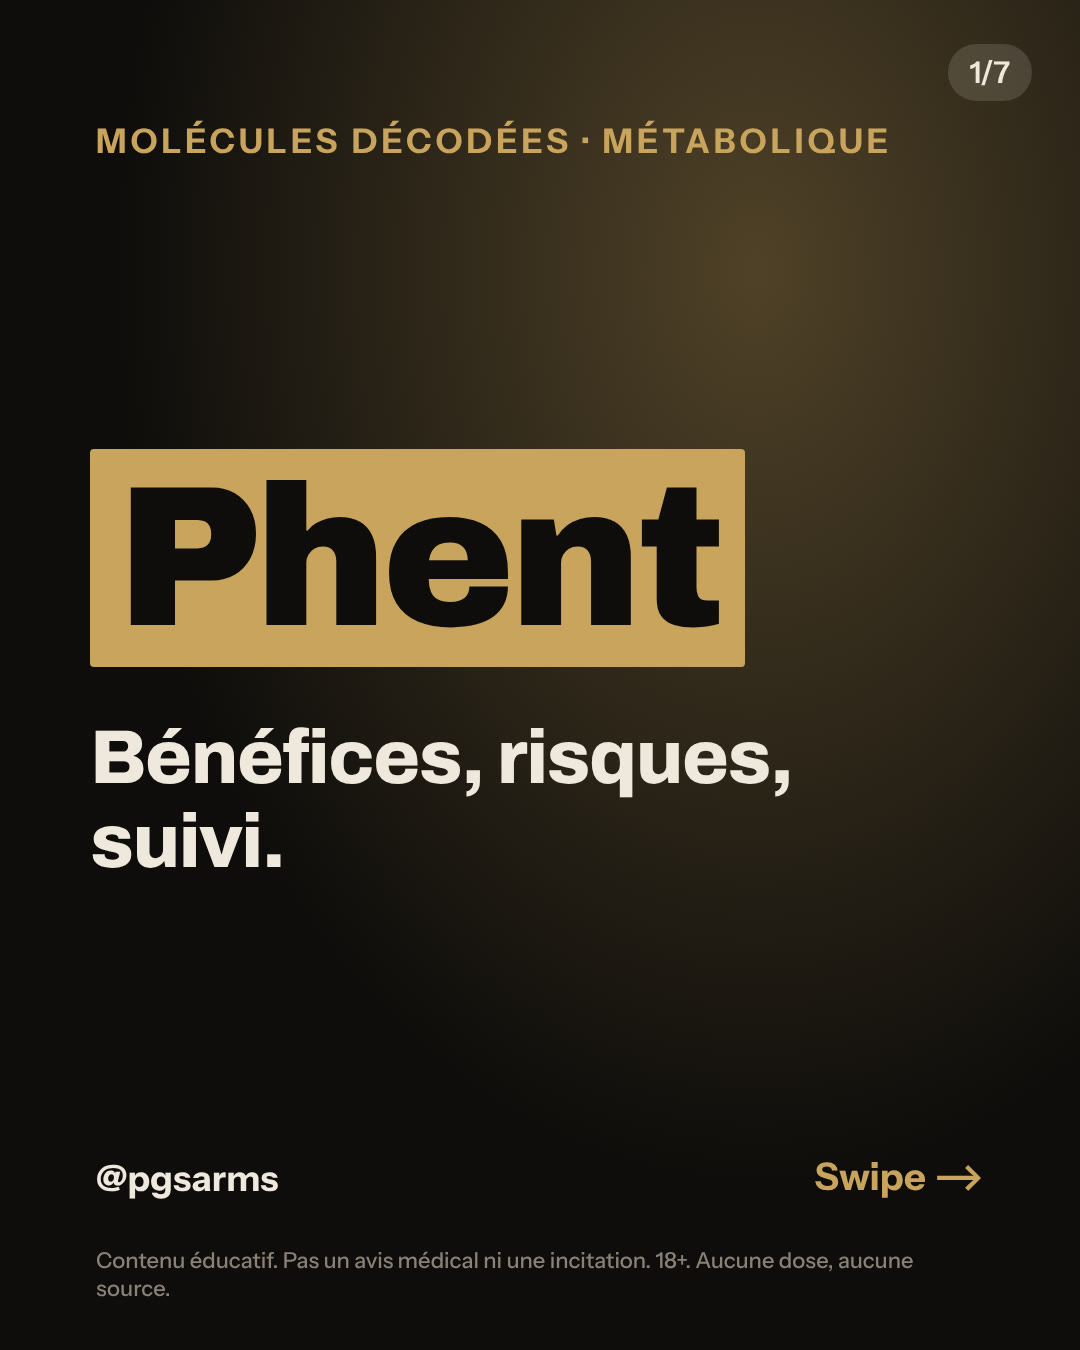 1/7
MOLÉCULES DÉCODÉES · MÉTABOLIQUE
Phent
Bénéfices, risques,
suivi.
@pgsarms
Swipe →
Contenu éducatif. Pas un avis médical ni une incitation. 18+. Aucune dose, aucune
source.